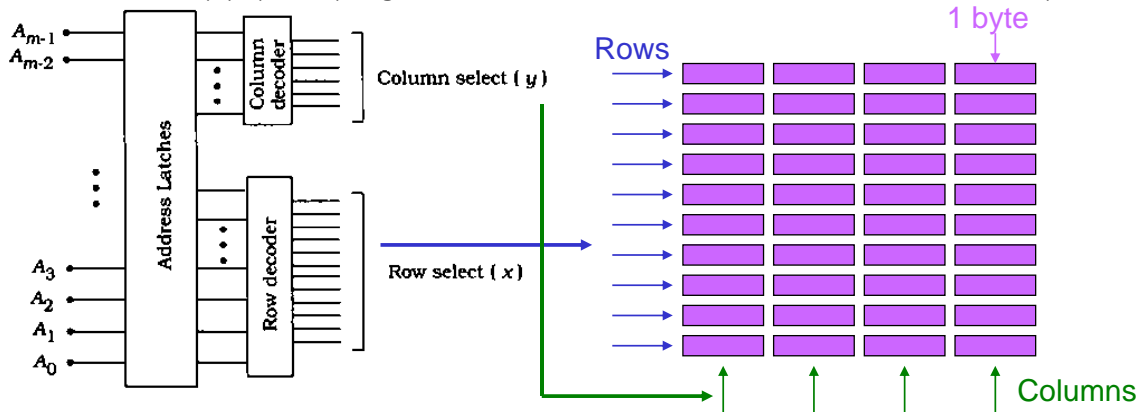 A_{m-1}
A_{m-2}
A_3
A_2
A_1
A_0
Address Latches
Column decoder
Row decoder
Column select ( y )
Row select ( x )
Rows
1 byte
Columns